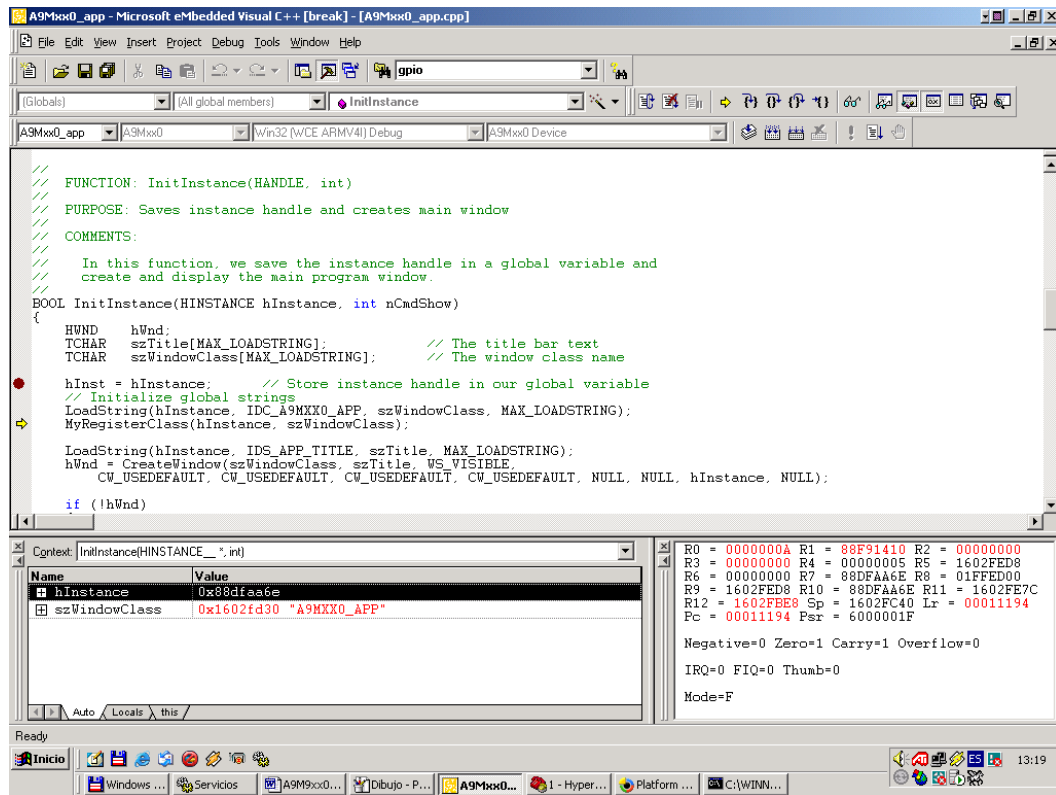 A9Mxx0_app - Microsoft eMbedded Visual C++ [break] - [A9Mxx0_app.cpp]
File Edit View Insert Project Debug Tools Window Help
gpio
(Globals) (All global members) InitInstance
A9Mxx0_app A9Mxx0 Win32 (WCE ARMV4I) Debug A9Mxx0 Device
//
// FUNCTION: InitInstance(HANDLE, int)
//
// PURPOSE: Saves instance handle and creates main window
//
// COMMENTS:
//
// In this function, we save the instance handle in a global variable and
// create and display the main program window.
//
BOOL InitInstance(HINSTANCE hInstance, int nCmdShow)
{
HWND hWnd;
TCHAR szTitle[MAX_LOADSTRING]; // The title bar text
TCHAR szWindowClass[MAX_LOADSTRING]; // The window class name
hInst = hInstance; // Store instance handle in our global variable
// Initialize global strings
LoadString(hInstance, IDC_A9MXX0_APP, szWindowClass, MAX_LOADSTRING);
MyRegisterClass(hInstance, szWindowClass);
LoadString(hInstance, IDS_APP_TITLE, szTitle, MAX_LOADSTRING);
hWnd = CreateWindow(szWindowClass, szTitle, WS_VISIBLE,
CW_USEDEFAULT, CW_USEDEFAULT, CW_USEDEFAULT, CW_USEDEFAULT, NULL, NULL, hInstance, NULL);
if (!hWnd)
Context: InitInstance(HINSTANCE__ *, int)
Name Value
hInstance 0x88dfaa6e
szWindowClass 0x1602fd30 "A9MXX0_APP"
Auto Locals this
R0 = 0000000A R1 = 88F91410 R2 = 00000000
R3 = 00000000 R4 = 00000005 R5 = 1602FED8
R6 = 00000000 R7 = 88DFAA6E R8 = 01FFED00
R9 = 1602FED8 R10 = 88DFAA6E R11 = 1602FE7C
R12 = 1602FBE8 Sp = 1602FC40 Lr = 00011194
Pc = 00011194 Psr = 6000001F
Negative=0 Zero=1 Carry=1 Overflow=0
IRQ=0 FIQ=0 Thumb=0
Mode=F
Ready
Inicio
ES 13:19
Windows ... Servicios A9M9xx0... Dibujo - P... A9Mxx0... 1 - Hyper... Platform ... C:\WINN...